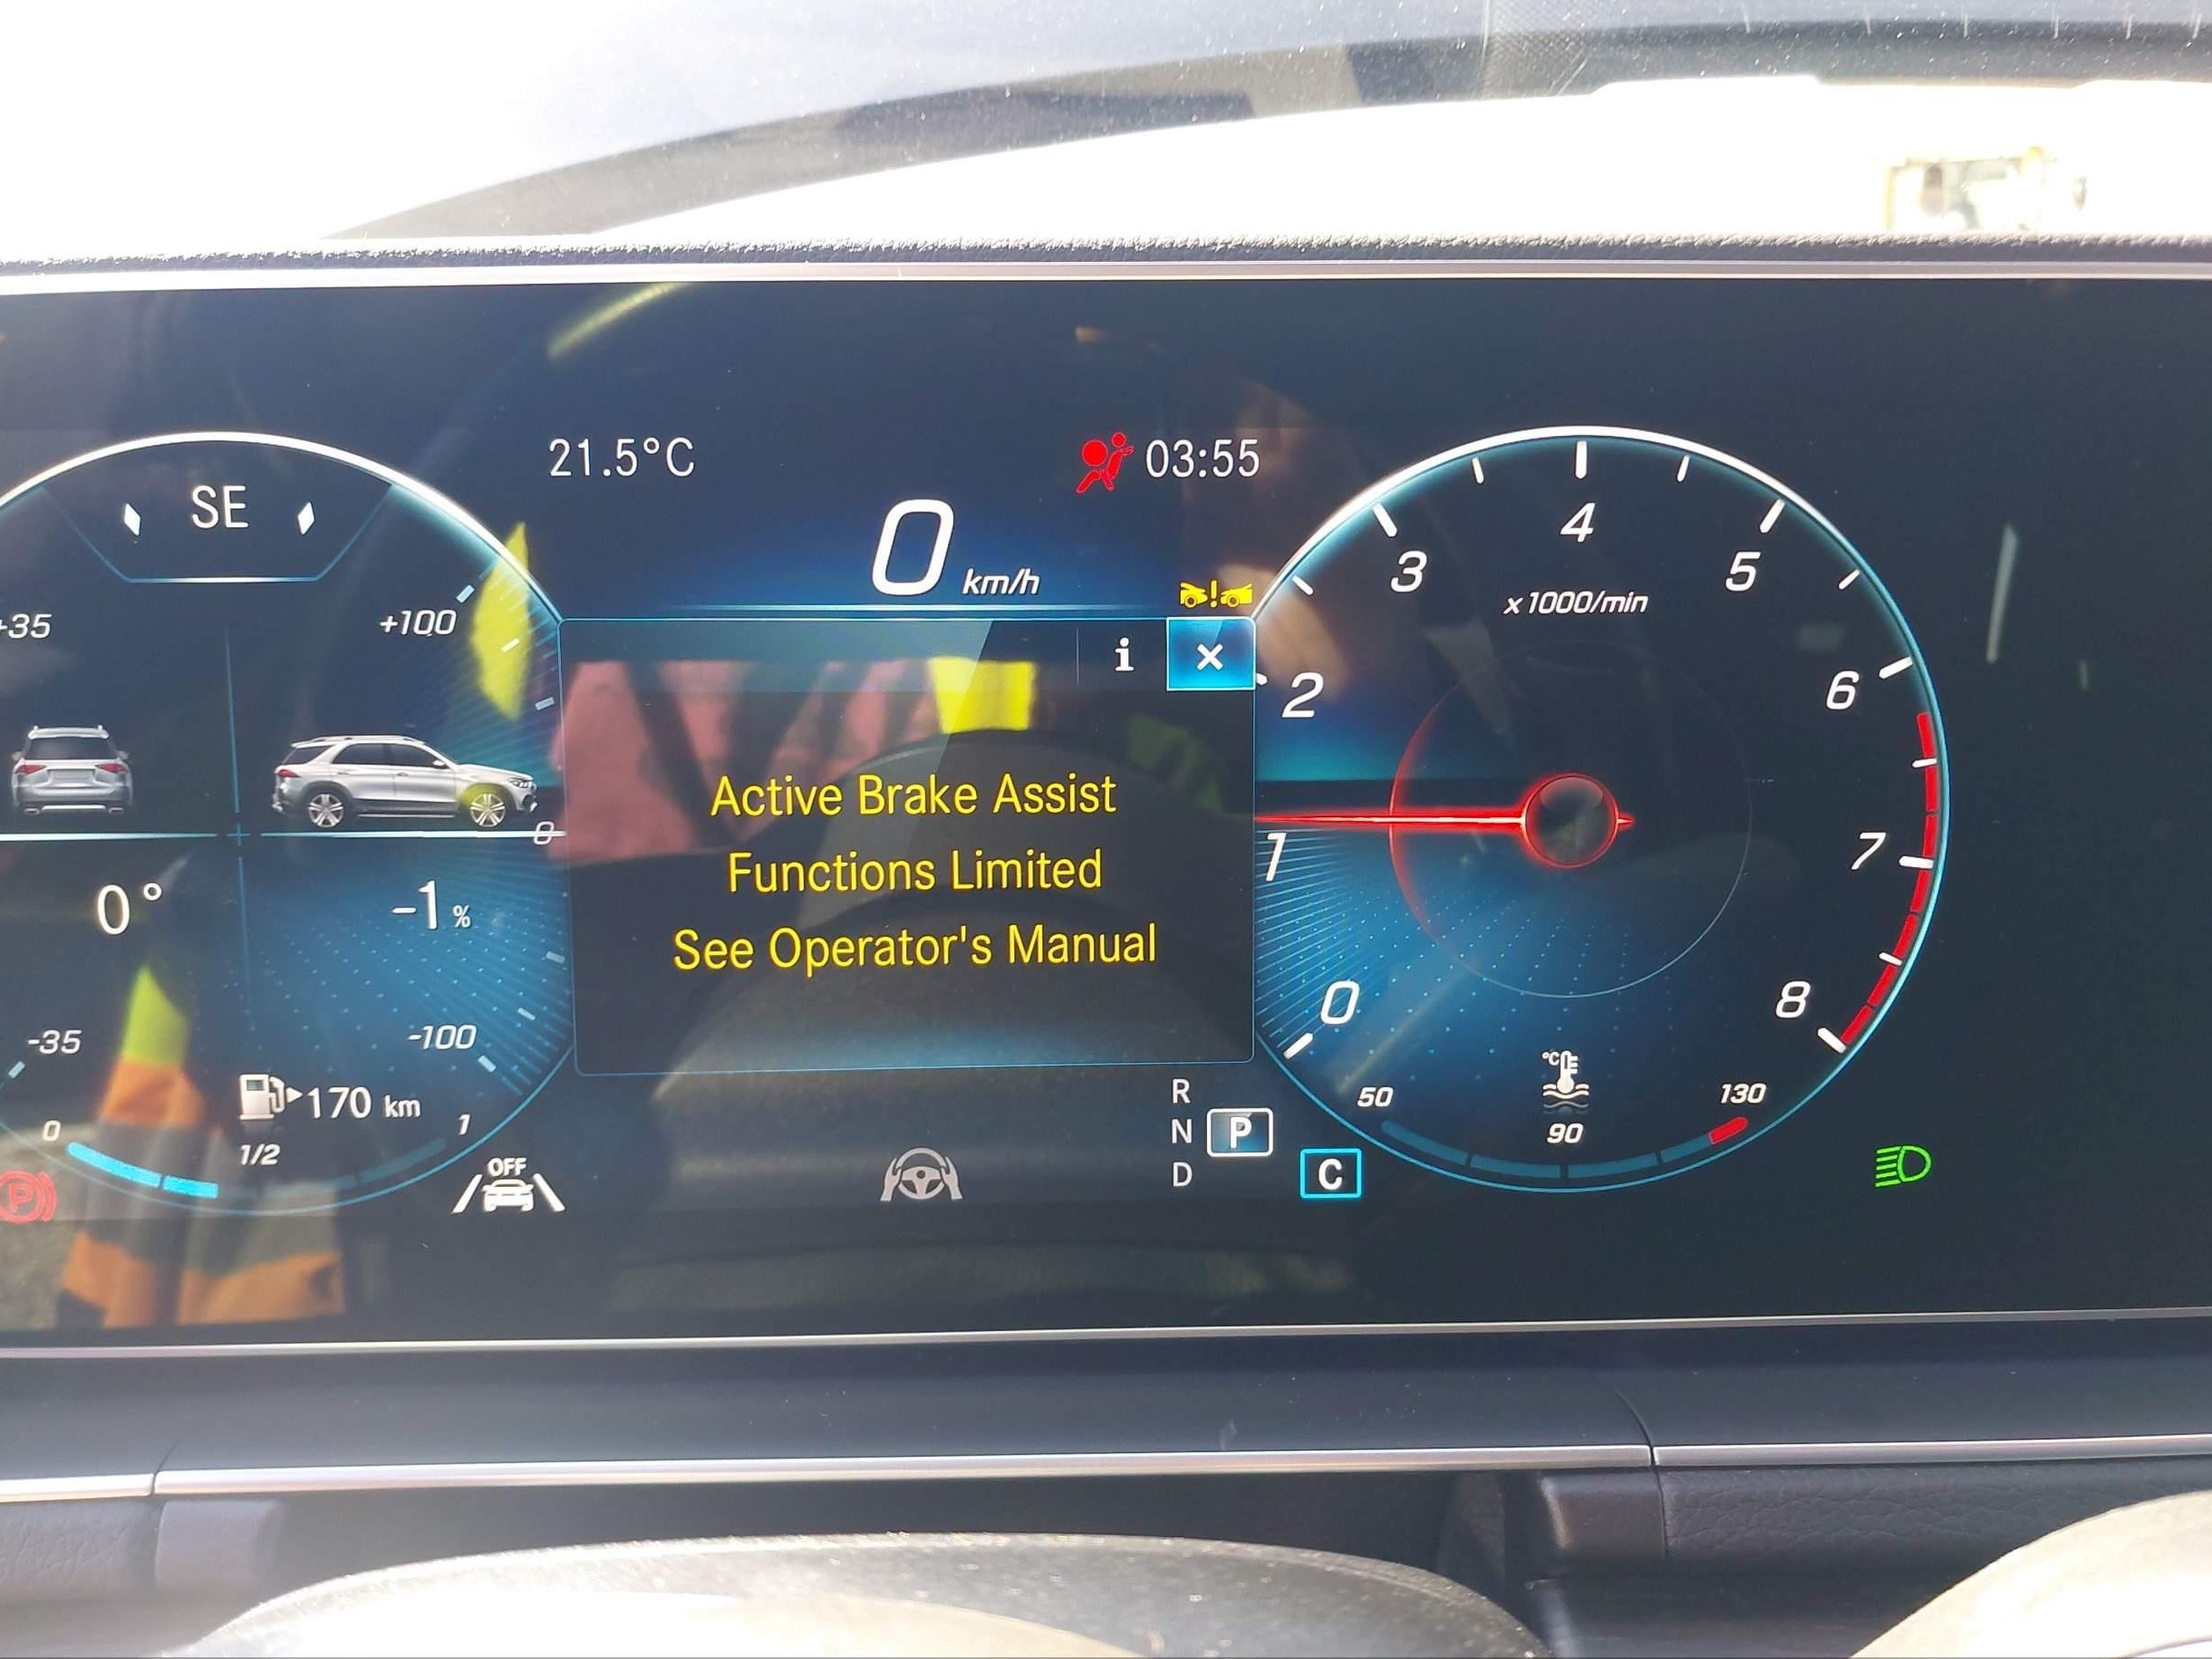 21.5°C
03:55
SE
0 km/h
+35
+100
Active Brake Assist
Functions Limited
See Operator's Manual
0
0°
-1 %
-35
-100
170 km
0
1/2
1
OFF
P
R
N P
D
C
x1000/min
0
1
2
3
4
5
6
7
8
°C
50
90
130